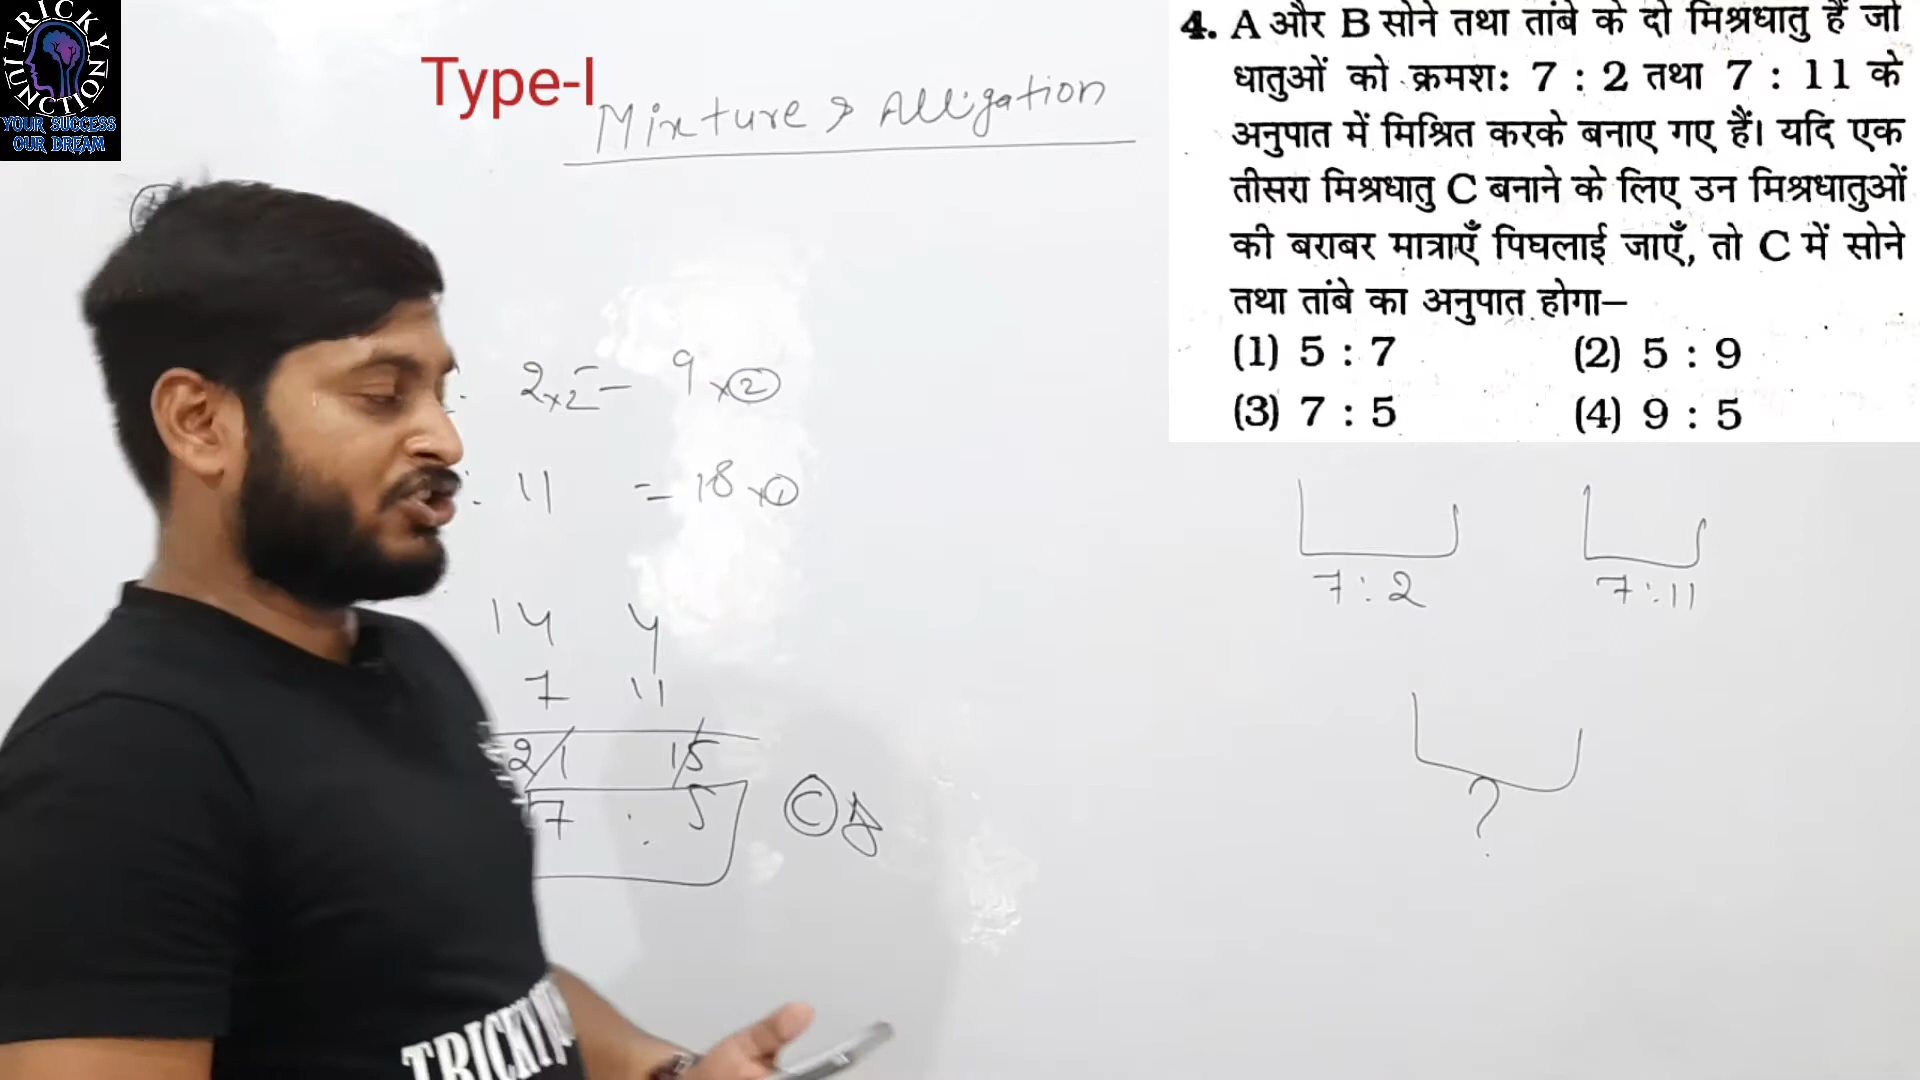 TRICKY NOUN JUNCTION
YOUR SUCCESS
OUR DREAM
Type-I
Mixture & Alligation
4. A और B सोने तथा तांबे के दो मिश्रधातु हैं जो
धातुओं को क्रमश: 7 : 2 तथा 7 : 11 के
अनुपात में मिश्रित करके बनाए गए हैं। यदि एक
तीसरा मिश्रधातु C बनाने के लिए उन मिश्रधातुओं
की बराबर मात्राएँ पिघलाई जाएँ, तो C में सोने
तथा तांबे का अनुपात होगा–
(1) 5 : 7 (2) 5 : 9
(3) 7 : 5 (4) 9 : 5
: 2×2 – 9 ×2
: 11 = 18 ×1
14 4
7 11
21 15
7 : 5 C
7 : 2 7 : 11
?